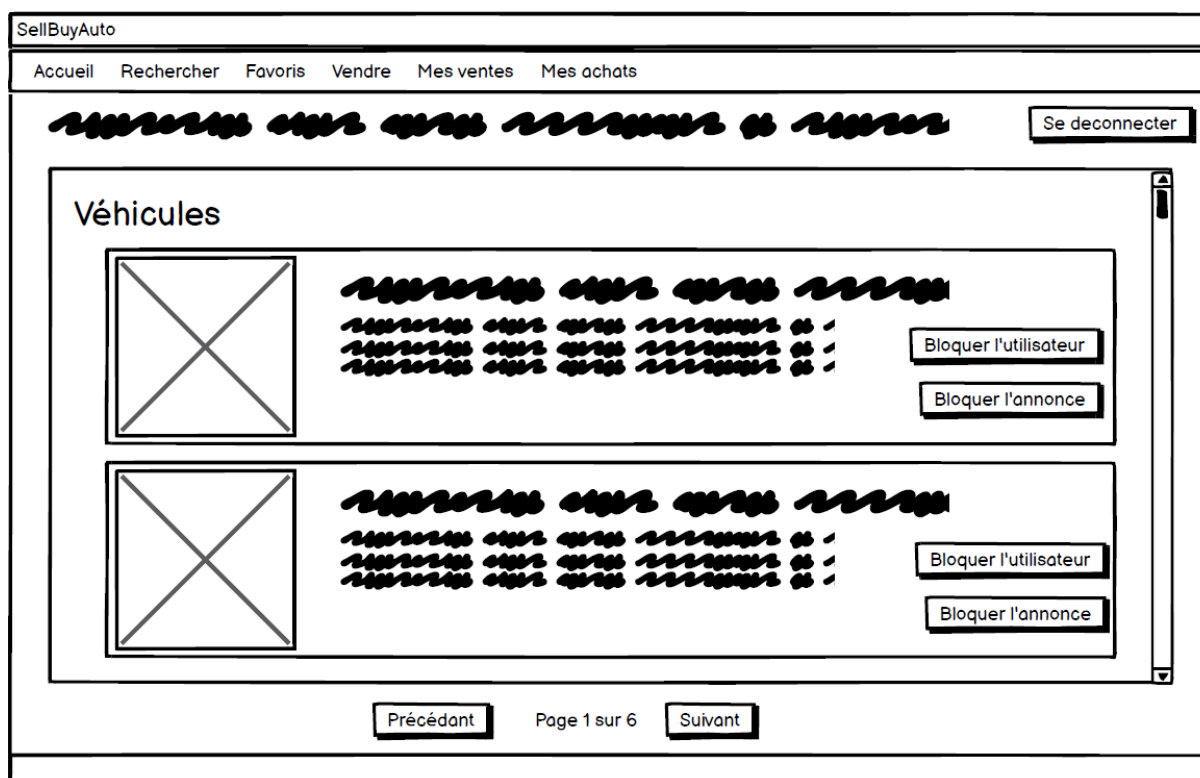 SellBuyAuto
Accueil Rechercher Favoris Vendre Mes ventes Mes achats
Se deconnecter
Véhicules
Bloquer l'utilisateur
Bloquer l'annonce
Bloquer l'utilisateur
Bloquer l'annonce
Précédant Page 1 sur 6 Suivant